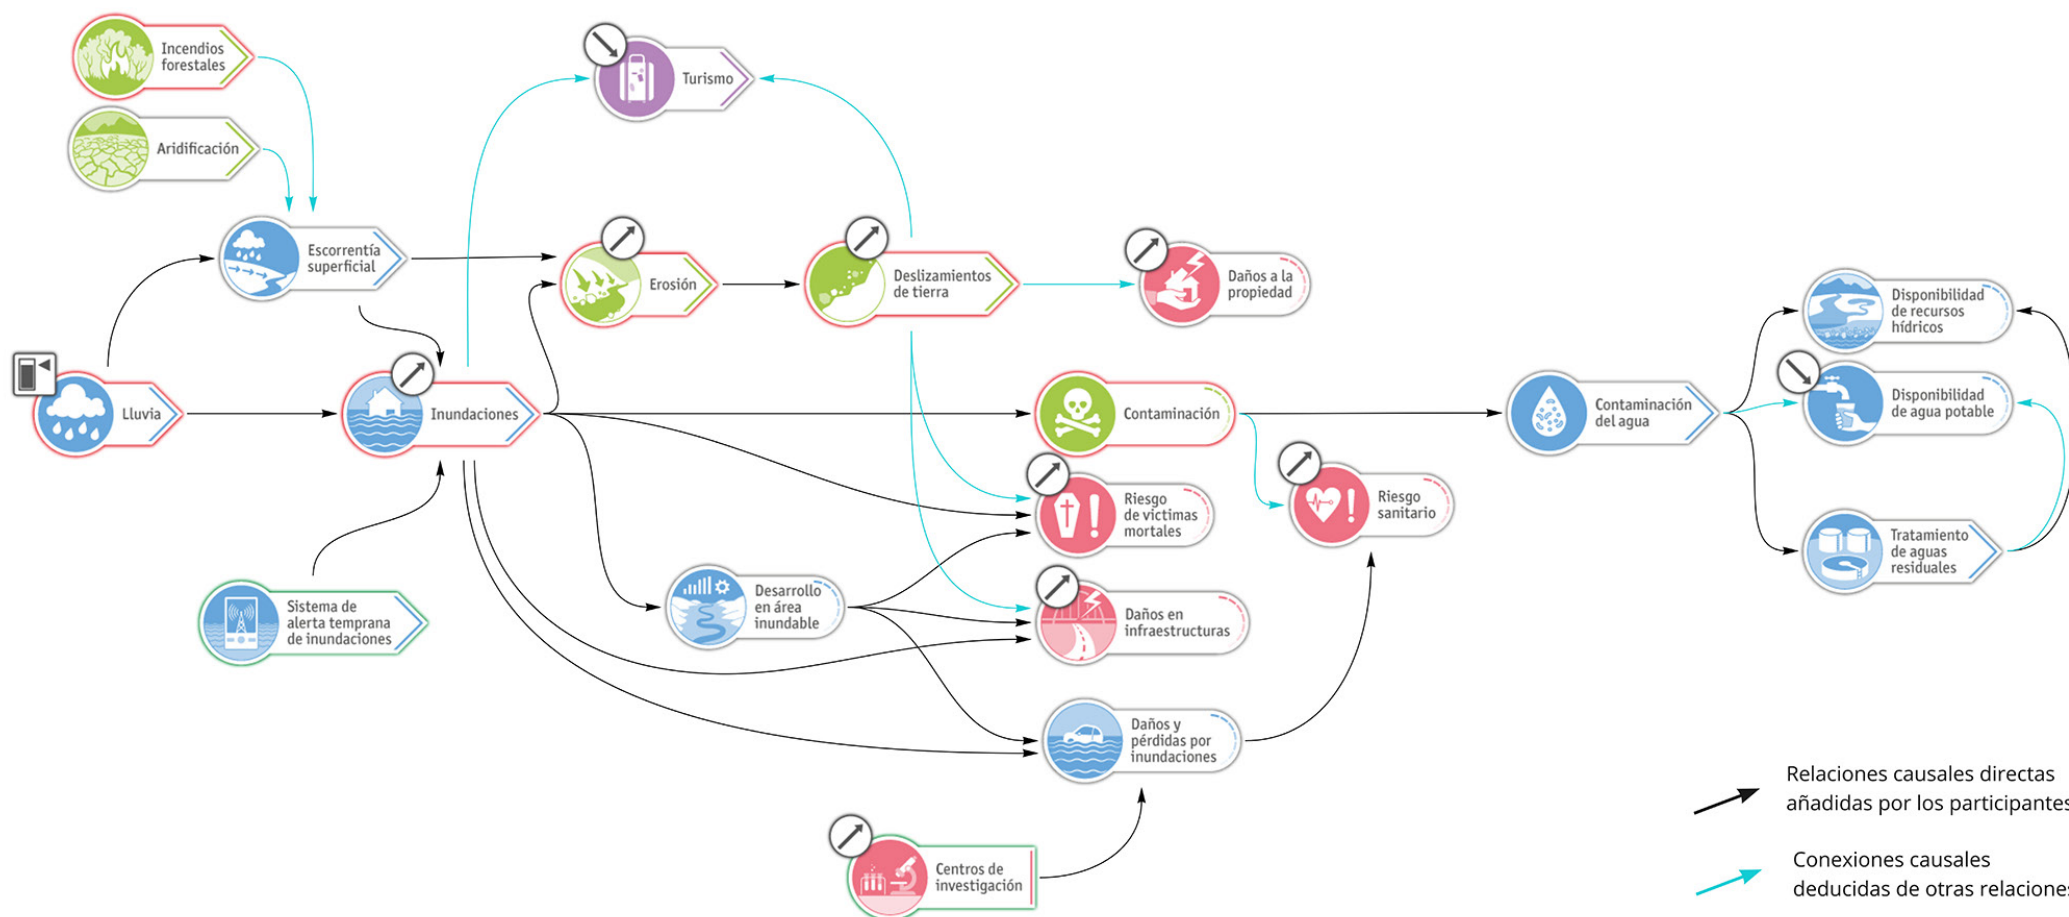 Incendios
forestales
Turismo
Aridificación
Escorrentía
superficial
Erosión
Deslizamientos
de tierra
Daños a la
propiedad
Disponibilidad
de recursos
hídricos
Lluvia
Inundaciones
Contaminación
Contaminación
del agua
Disponibilidad
de agua potable
Riesgo
de víctimas
mortales
Riesgo
sanitario
Tratamiento
de aguas
residuales
Sistema de
alerta temprana
de inundaciones
Desarrollo
en área
inundable
Daños en
infraestructuras
Daños y
pérdidas por
inundaciones
Centros de
investigación
Relaciones causales directas
añadidas por los participantes
Conexiones causales
deducidas de otras relaciones